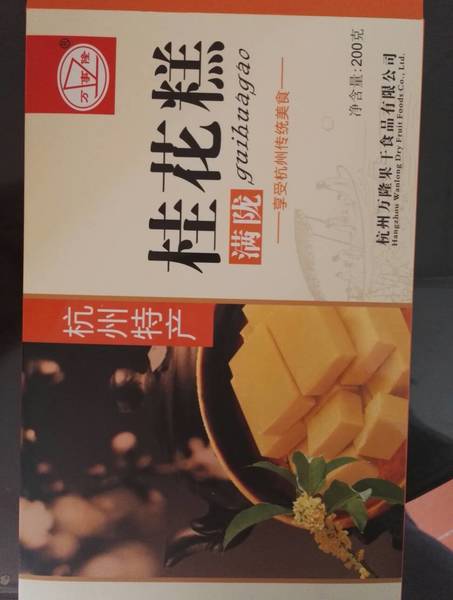 万事隆®
杭州特产
桂花糕
满陇 guìhuāgāo
——享受杭州传统美食——
净含量:200克
杭州万隆果干食品有限公司
Hangzhou Wanlong Dry Fruit Foods Co., Ltd.